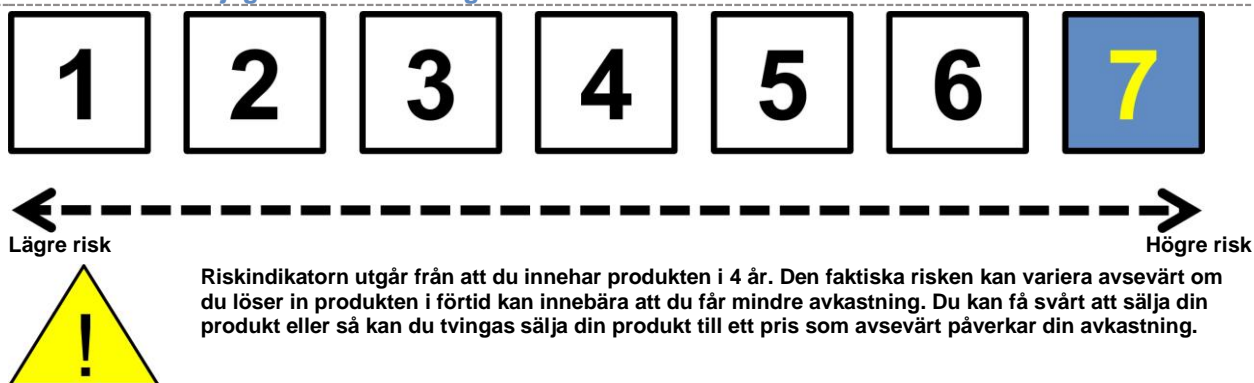 1 2 3 4 5 6 7
Lägre risk Högre risk
Riskindikatorn utgår från att du innehar produkten i 4 år. Den faktiska risken kan variera avsevärt om
du löser in produkten i förtid kan innebära att du får mindre avkastning. Du kan få svårt att sälja din
produkt eller så kan du tvingas sälja din produkt till ett pris som avsevärt påverkar din avkastning.
!